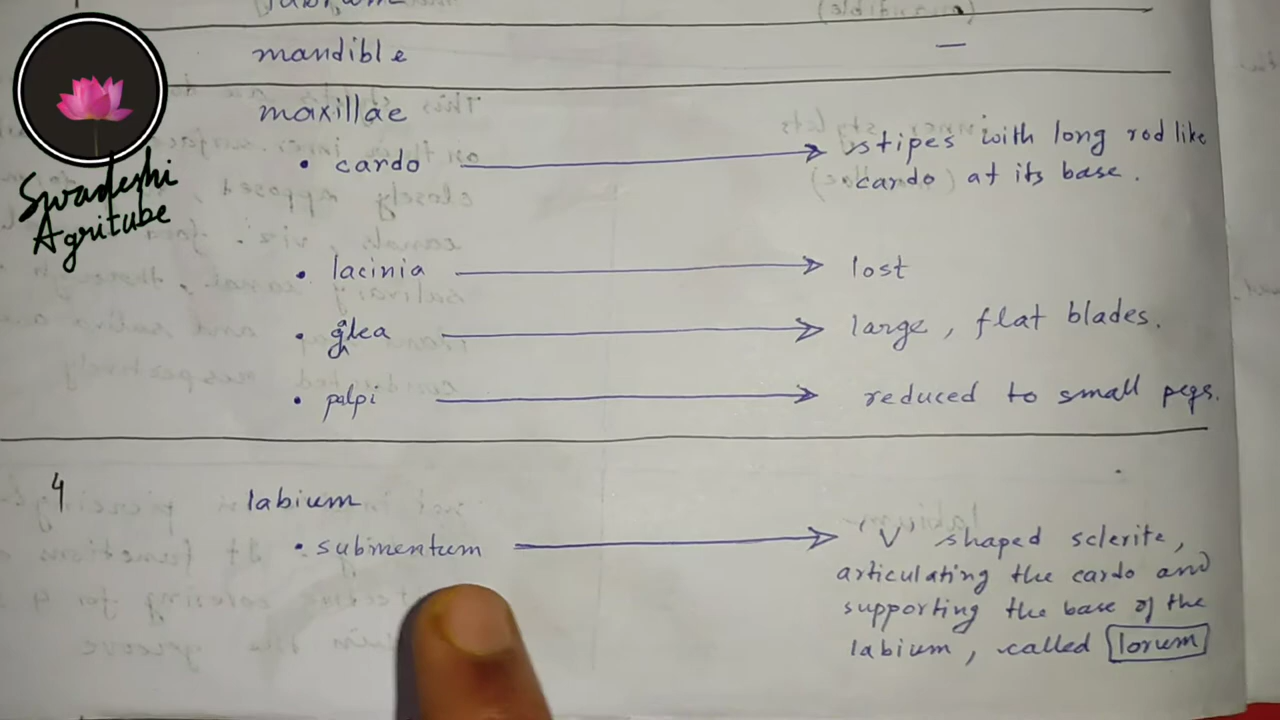 mandible —
maxillae
• cardo → stipes with long rod like
cardo at its base.
• lacinia → lost
• galea → large, flat blades.
• palpi → reduced to small pegs.
4 labium
• submentum → V shaped sclerite,
articulating the cardo and
supporting the base of the
labium, called lorum
Swadeshi
Agritube